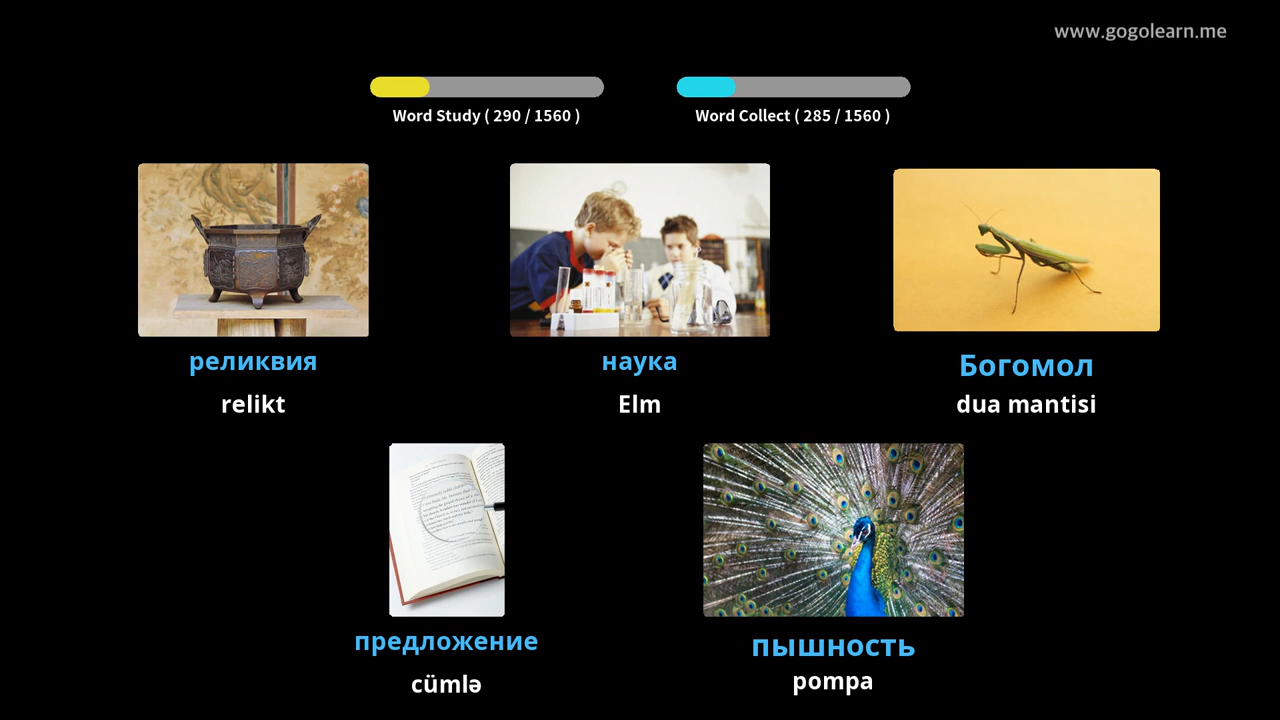 www.gogolearn.me
Word Study ( 290 / 1560 )
Word Collect ( 285 / 1560 )
реликвия
relikt
наука
Elm
Богомол
dua mantisi
предложение
cümlə
пышность
pompa